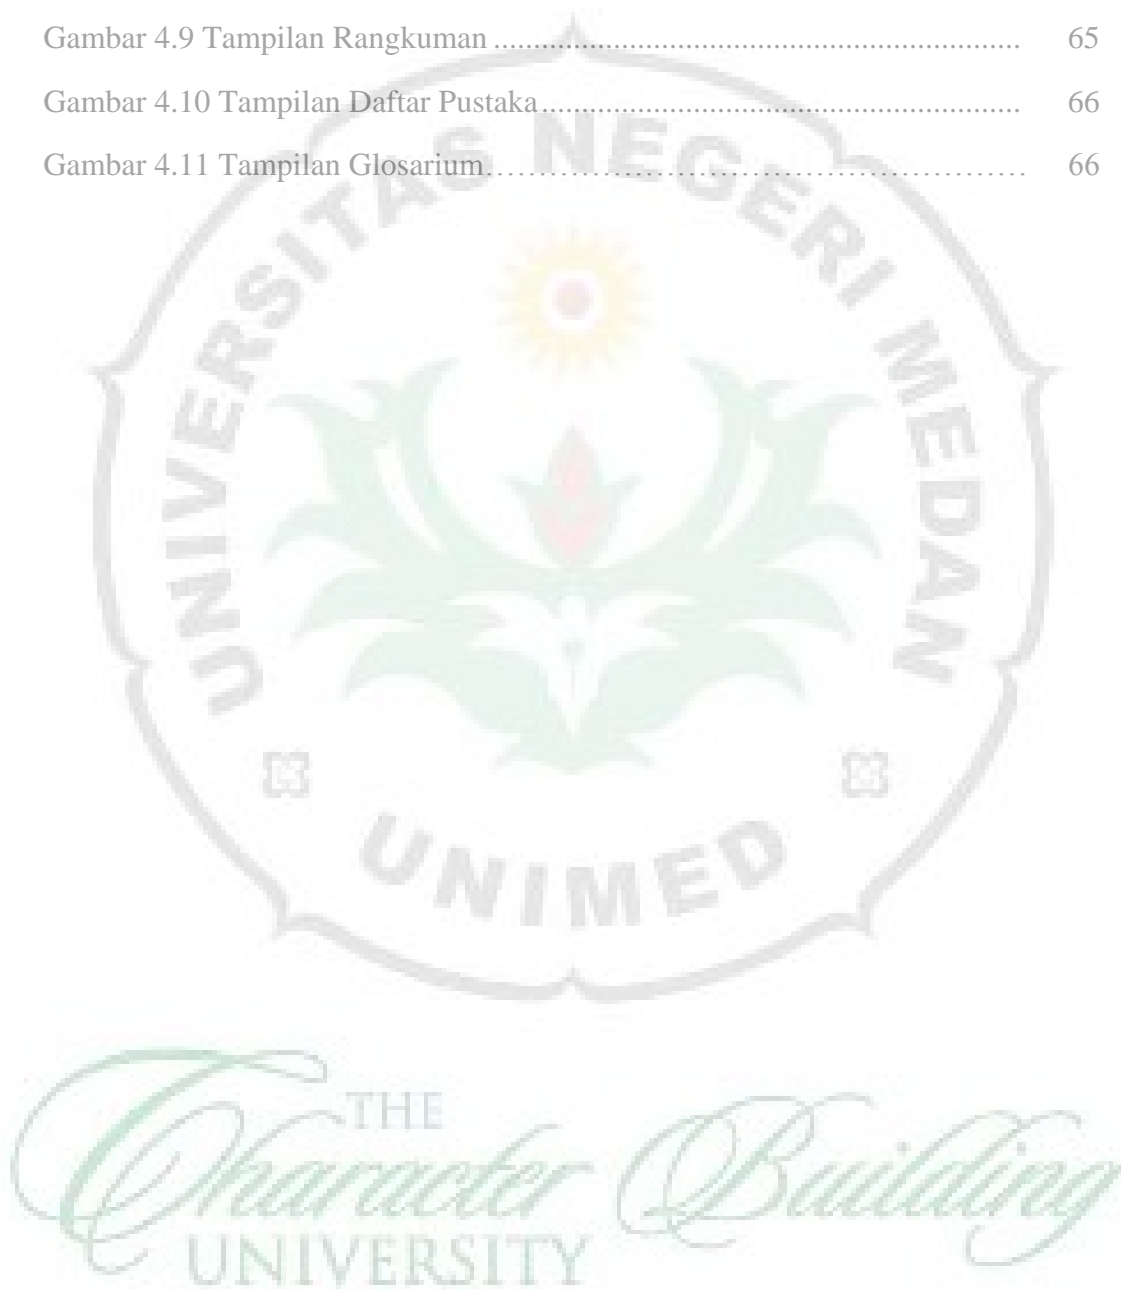 Gambar 4.9 Tampilan Rangkuman ................................................................. 65
Gambar 4.10 Tampilan Daftar Pustaka ........................................................... 66
Gambar 4.11 Tampilan Glosarium ................................................................. 66
UNIVERSITAS NEGERI MEDAN
UNIMED
THE
Character Building
UNIVERSITY